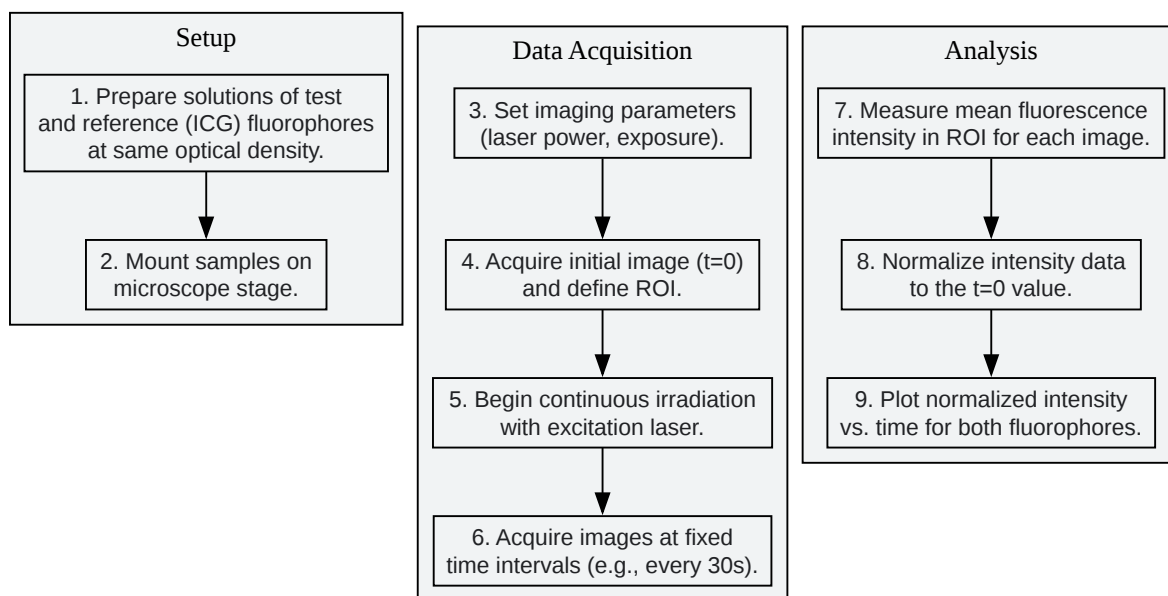 Setup
1. Prepare solutions of test
and reference (ICG) fluorophores
at same optical density.
2. Mount samples on
microscope stage.
Data Acquisition
3. Set imaging parameters
(laser power, exposure).
4. Acquire initial image (t=0)
and define ROI.
5. Begin continuous irradiation
with excitation laser.
6. Acquire images at fixed
time intervals (e.g., every 30s).
Analysis
7. Measure mean fluorescence
intensity in ROI for each image.
8. Normalize intensity data
to the t=0 value.
9. Plot normalized intensity
vs. time for both fluorophores.